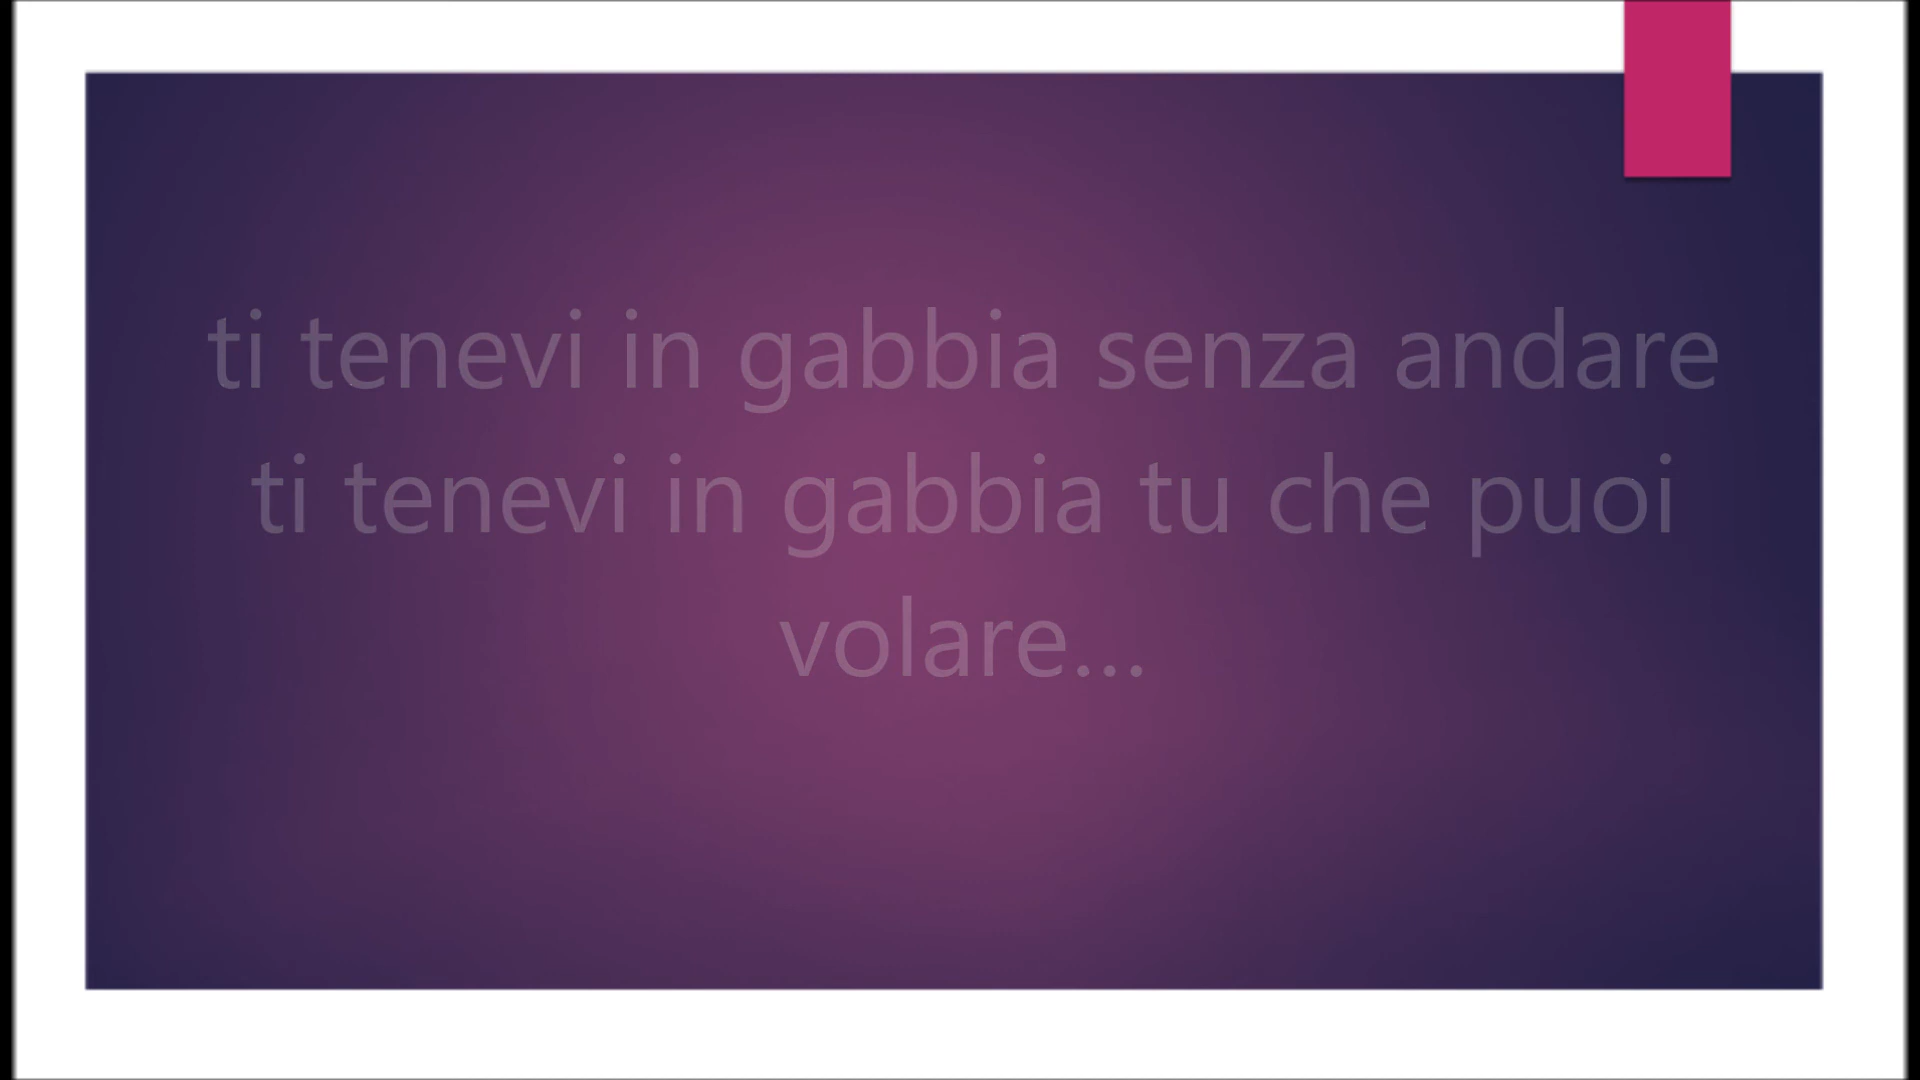 ti tenevi in gabbia senza andare
ti tenevi in gabbia tu che puoi
volare...